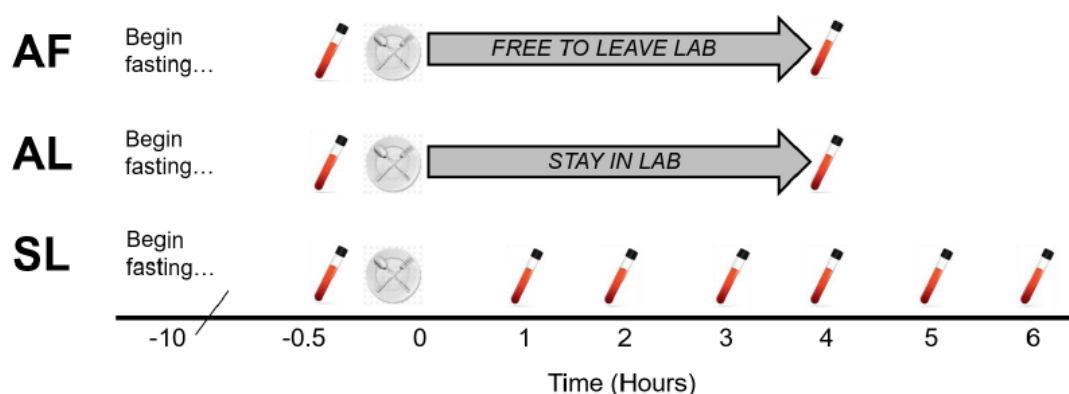 AF
Begin
fasting…
FREE TO LEAVE LAB
AL
Begin
fasting…
STAY IN LAB
SL
Begin
fasting…
-10 -0.5 0 1 2 3 4 5 6
Time (Hours)